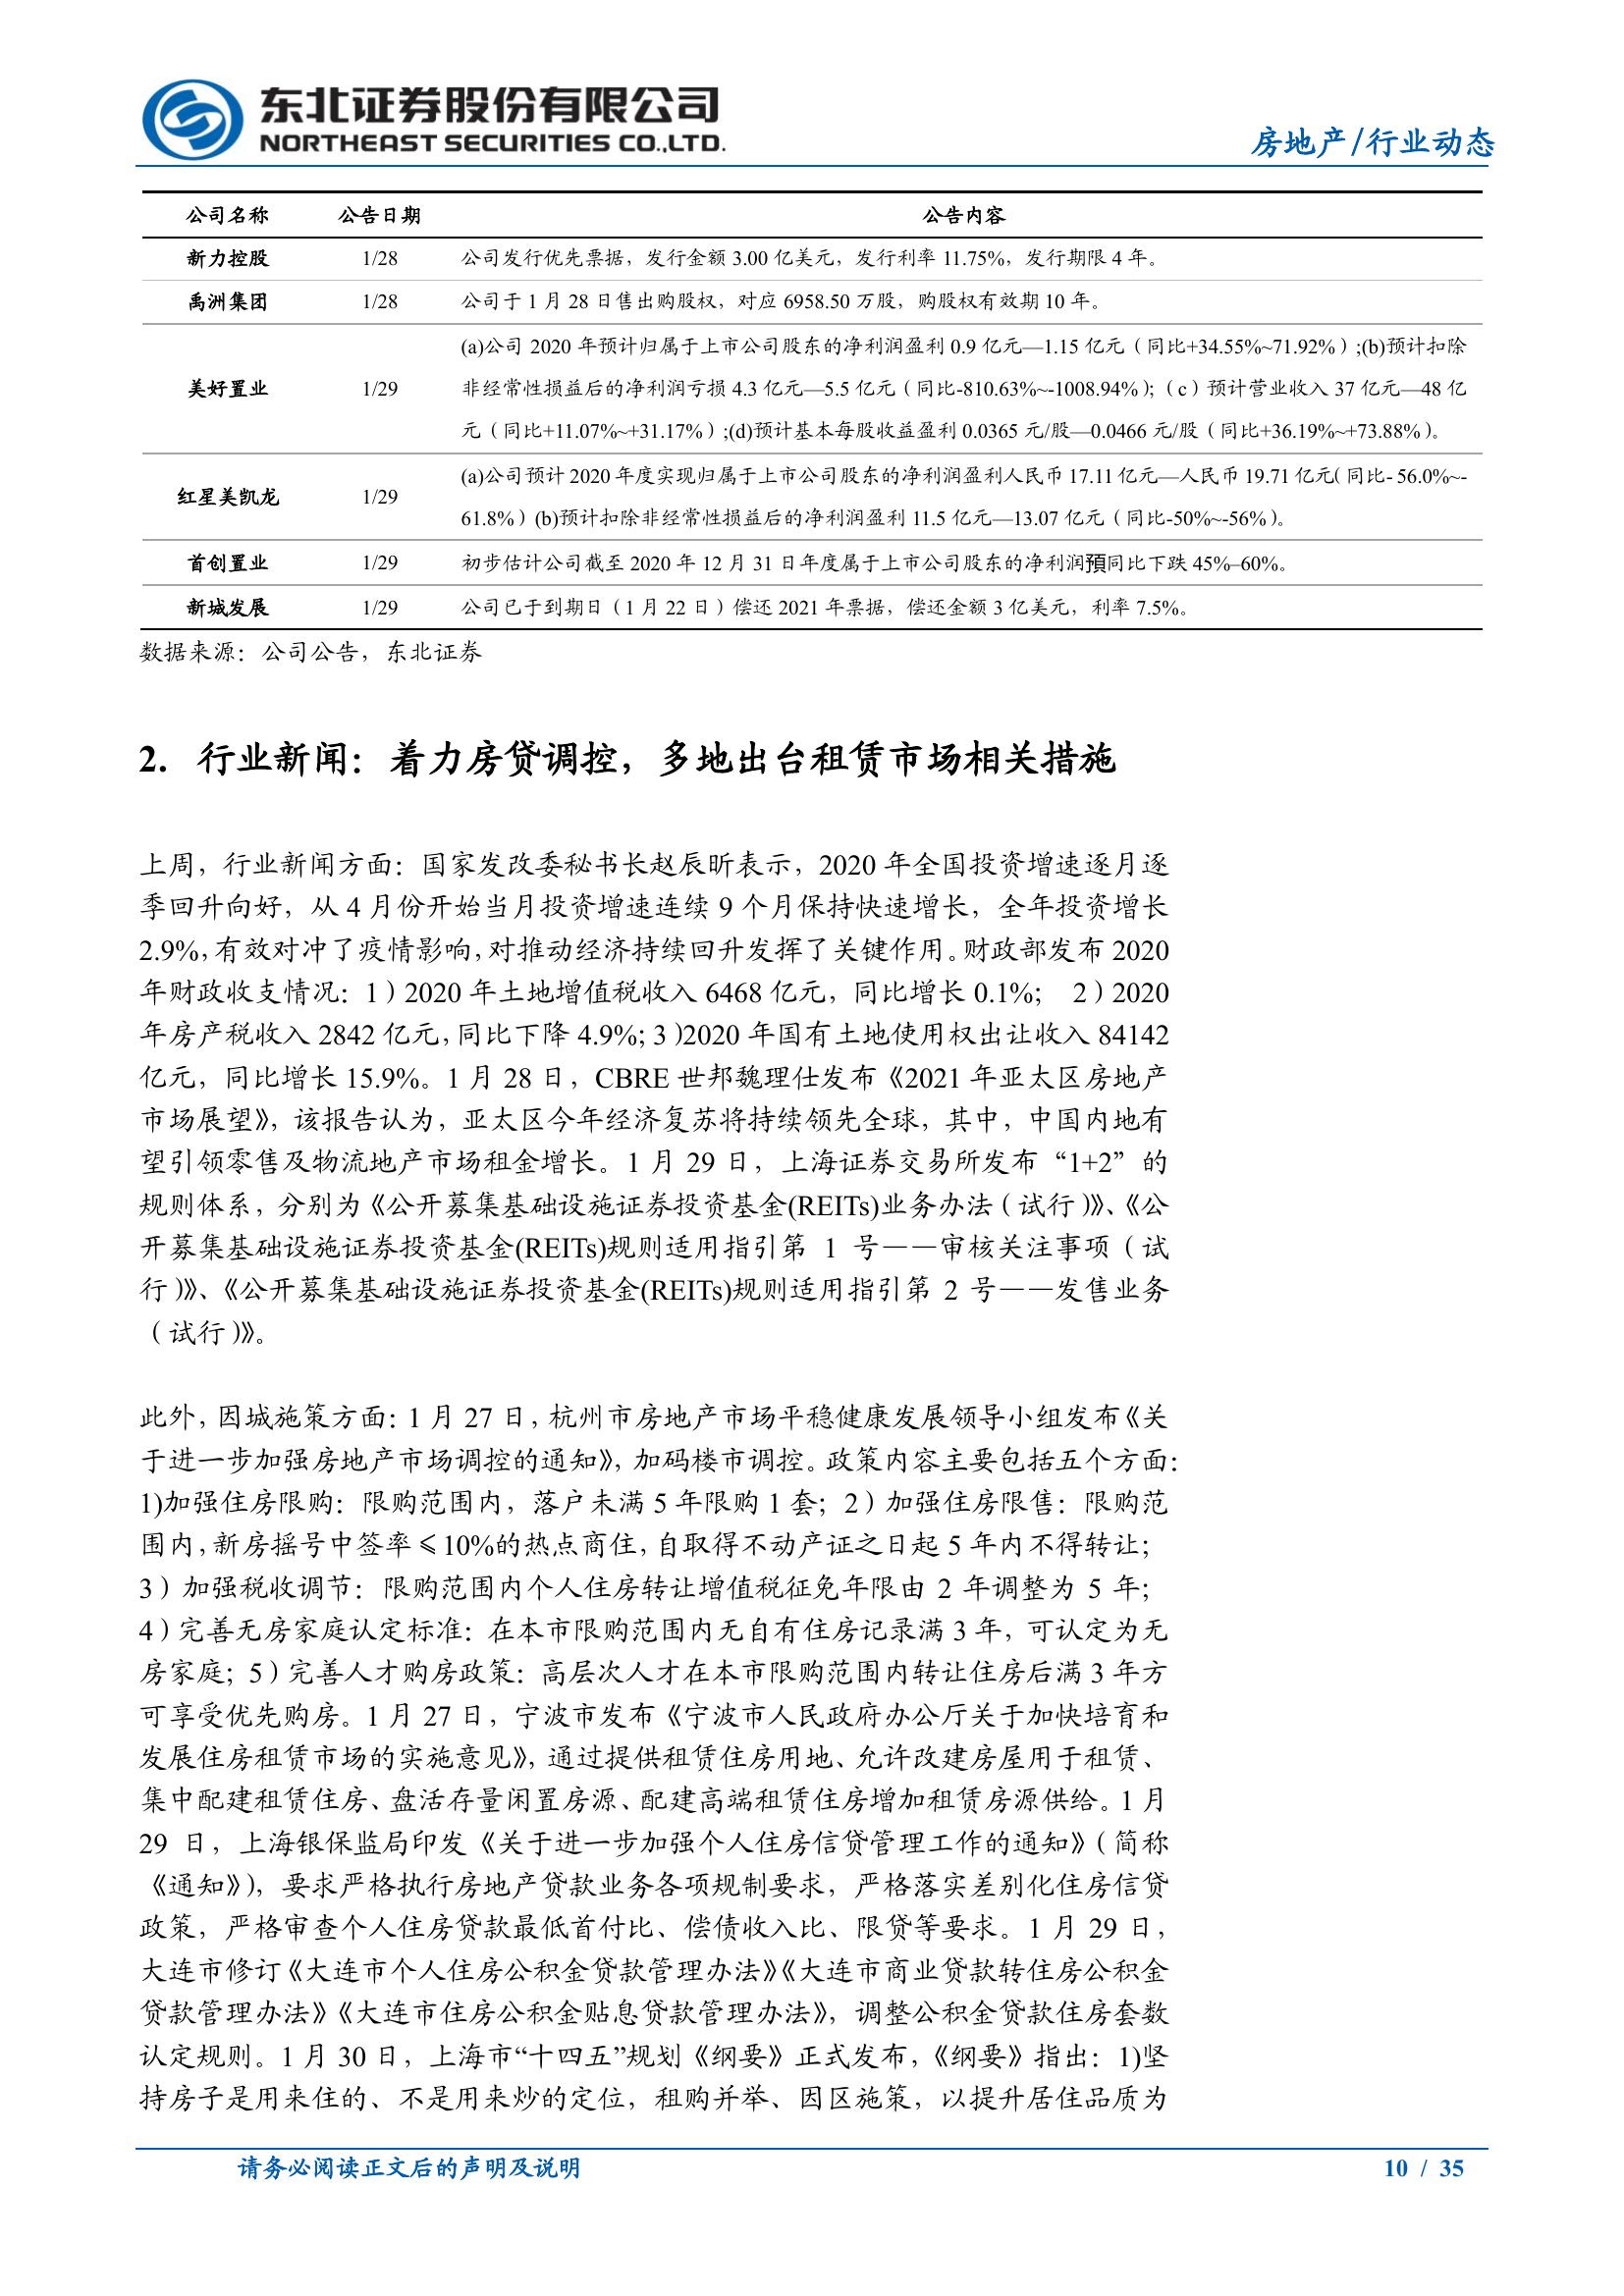 东北证券股份有限公司
NORTHEAST SECURITIES CO.,LTD.
房地产/行业动态
公司名称 公告日期 公告内容
新力控股 1/28 公司发行优先票据，发行金额 3.00 亿美元，发行利率 11.75%，发行期限 4 年。
禹洲集团 1/28 公司于 1 月 28 日售出购股权，对应 6958.50 万股，购股权有效期 10 年。
(a)公司 2020 年预计归属于上市公司股东的净利润盈利 0.9 亿元—1.15 亿元（同比+34.55%~71.92%）;(b)预计扣除
美好置业 1/29 非经常性损益后的净利润亏损 4.3 亿元—5.5 亿元（同比-810.63%~-1008.94%）；（c）预计营业收入 37 亿元—48 亿
元（同比+11.07%~+31.17%）;(d)预计基本每股收益盈利 0.0365 元/股—0.0466 元/股（同比+36.19%~+73.88%）。
(a)公司预计 2020 年度实现归属于上市公司股东的净利润盈利人民币 17.11 亿元—人民币 19.71 亿元（同比- 56.0%~-
红星美凯龙 1/29
61.8%）(b)预计扣除非经常性损益后的净利润盈利 11.5 亿元—13.07 亿元（同比-50%~-56%）。
首创置业 1/29 初步估计公司截至 2020 年 12 月 31 日年度属于上市公司股东的净利润預同比下跌 45%–60%。
新城发展 1/29 公司已于到期日（1 月 22 日）偿还 2021 年票据，偿还金额 3 亿美元，利率 7.5%。
数据来源：公司公告，东北证券
2. 行业新闻：着力房贷调控，多地出台租赁市场相关措施
上周，行业新闻方面：国家发改委秘书长赵辰昕表示，2020 年全国投资增速逐月逐
季回升向好，从 4 月份开始当月投资增速连续 9 个月保持快速增长，全年投资增长
2.9%，有效对冲了疫情影响，对推动经济持续回升发挥了关键作用。财政部发布 2020
年财政收支情况：1）2020 年土地增值税收入 6468 亿元，同比增长 0.1%； 2）2020
年房产税收入 2842 亿元，同比下降 4.9%；3）2020 年国有土地使用权出让收入 84142
亿元，同比增长 15.9%。1 月 28 日，CBRE 世邦魏理仕发布《2021 年亚太区房地产
市场展望》，该报告认为，亚太区今年经济复苏将持续领先全球，其中，中国内地有
望引领零售及物流地产市场租金增长。1 月 29 日，上海证券交易所发布“1+2”的
规则体系，分别为《公开募集基础设施证券投资基金(REITs)业务办法（试行）》、《公
开募集基础设施证券投资基金(REITs)规则适用指引第 1 号——审核关注事项（试
行）》、《公开募集基础设施证券投资基金(REITs)规则适用指引第 2 号——发售业务
（试行）》。
此外，因城施策方面：1 月 27 日，杭州市房地产市场平稳健康发展领导小组发布《关
于进一步加强房地产市场调控的通知》，加码楼市调控。政策内容主要包括五个方面：
1)加强住房限购：限购范围内，落户未满 5 年限购 1 套；2）加强住房限售：限购范
围内，新房摇号中签率≤10%的热点商住，自取得不动产证之日起 5 年内不得转让；
3）加强税收调节：限购范围内个人住房转让增值税征免年限由 2 年调整为 5 年；
4）完善无房家庭认定标准：在本市限购范围内无自有住房记录满 3 年，可认定为无
房家庭；5）完善人才购房政策：高层次人才在本市限购范围内转让住房后满 3 年方
可享受优先购房。1 月 27 日，宁波市发布《宁波市人民政府办公厅关于加快培育和
发展住房租赁市场的实施意见》，通过提供租赁住房用地、允许改建房屋用于租赁、
集中配建租赁住房、盘活存量闲置房源、配建高端租赁住房增加租赁房源供给。1 月
29 日，上海银保监局印发《关于进一步加强个人住房信贷管理工作的通知》（简称
《通知》），要求严格执行房地产贷款业务各项规制要求，严格落实差别化住房信贷
政策，严格审查个人住房贷款最低首付比、偿债收入比、限贷等要求。1 月 29 日，
大连市修订《大连市个人住房公积金贷款管理办法》《大连市商业贷款转住房公积金
贷款管理办法》《大连市住房公积金贴息贷款管理办法》，调整公积金贷款住房套数
认定规则。1 月 30 日，上海市“十四五”规划《纲要》正式发布，《纲要》指出：1)坚
持房子是用来住的、不是用来炒的定位，租购并举、因区施策，以提升居住品质为
请务必阅读正文后的声明及说明 10 / 35